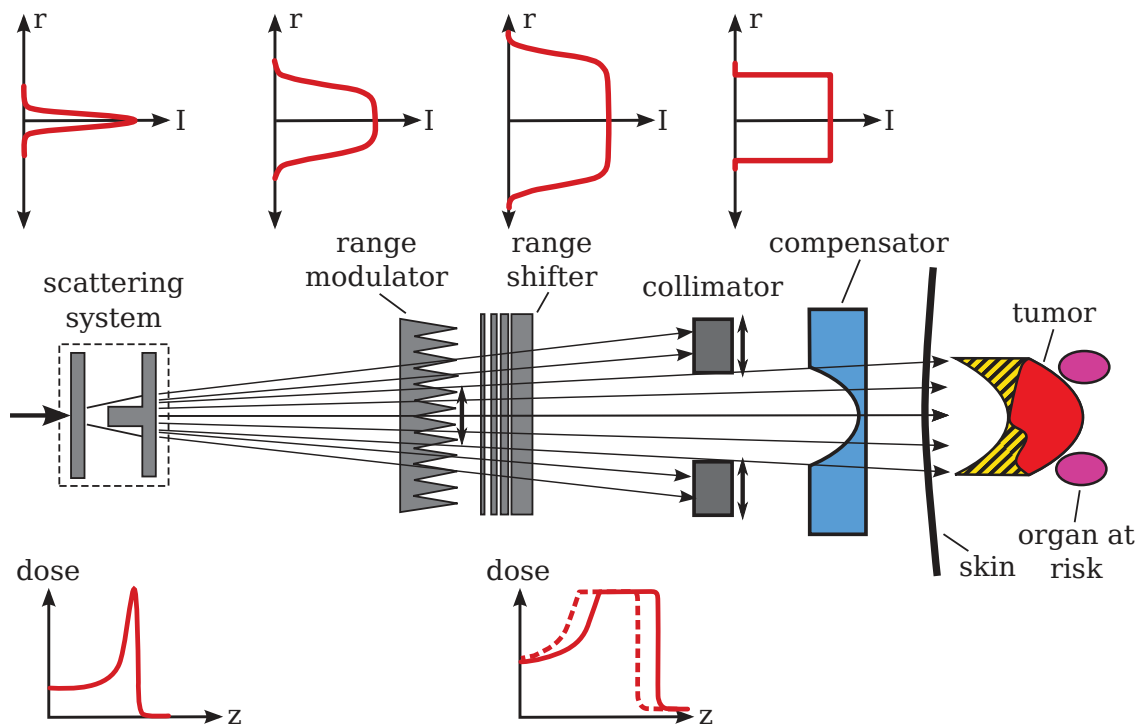 r
r
r
r
I
I
I
I
scattering
system
range
modulator
range
shifter
collimator
compensator
tumor
organ at
risk
skin
dose
z
dose
z